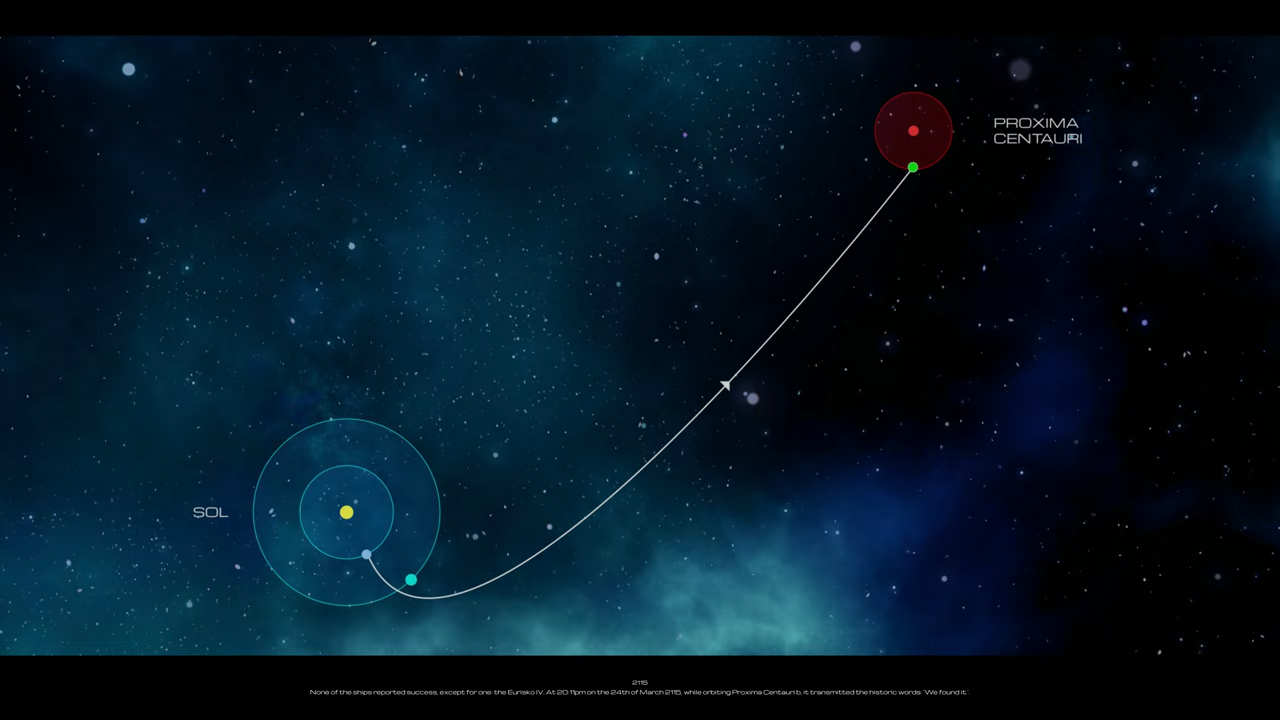 PROXIMA
CENTAURI
SOL
2115
None of the ships reported success, except for one: the Eurisko IV. At 20:11pm on the 24th of March 2115, while orbiting Proxima Centauri b, it transmitted the historic words: 'We found it.'.